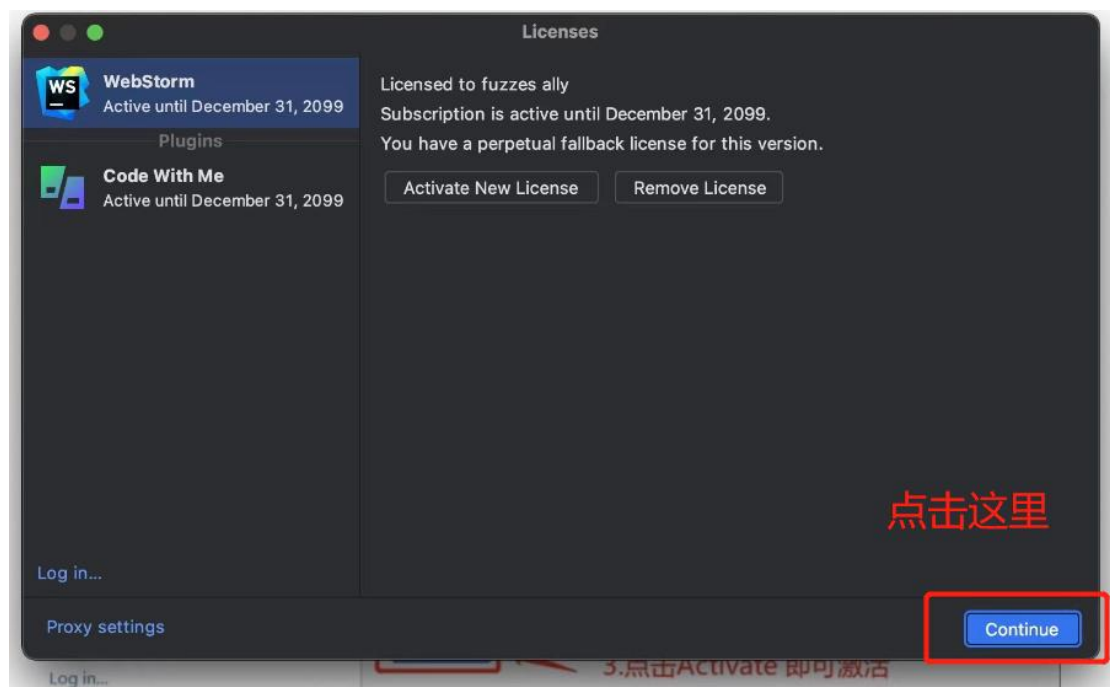 Licenses
WS
WebStorm
Active until December 31, 2099
Plugins
Code With Me
Active until December 31, 2099
Log in...
Licensed to fuzzes ally
Subscription is active until December 31, 2099.
You have a perpetual fallback license for this version.
Activate New License Remove License
点击这里
Proxy settings
Continue
Log in...
3.点击Activate 即可激活